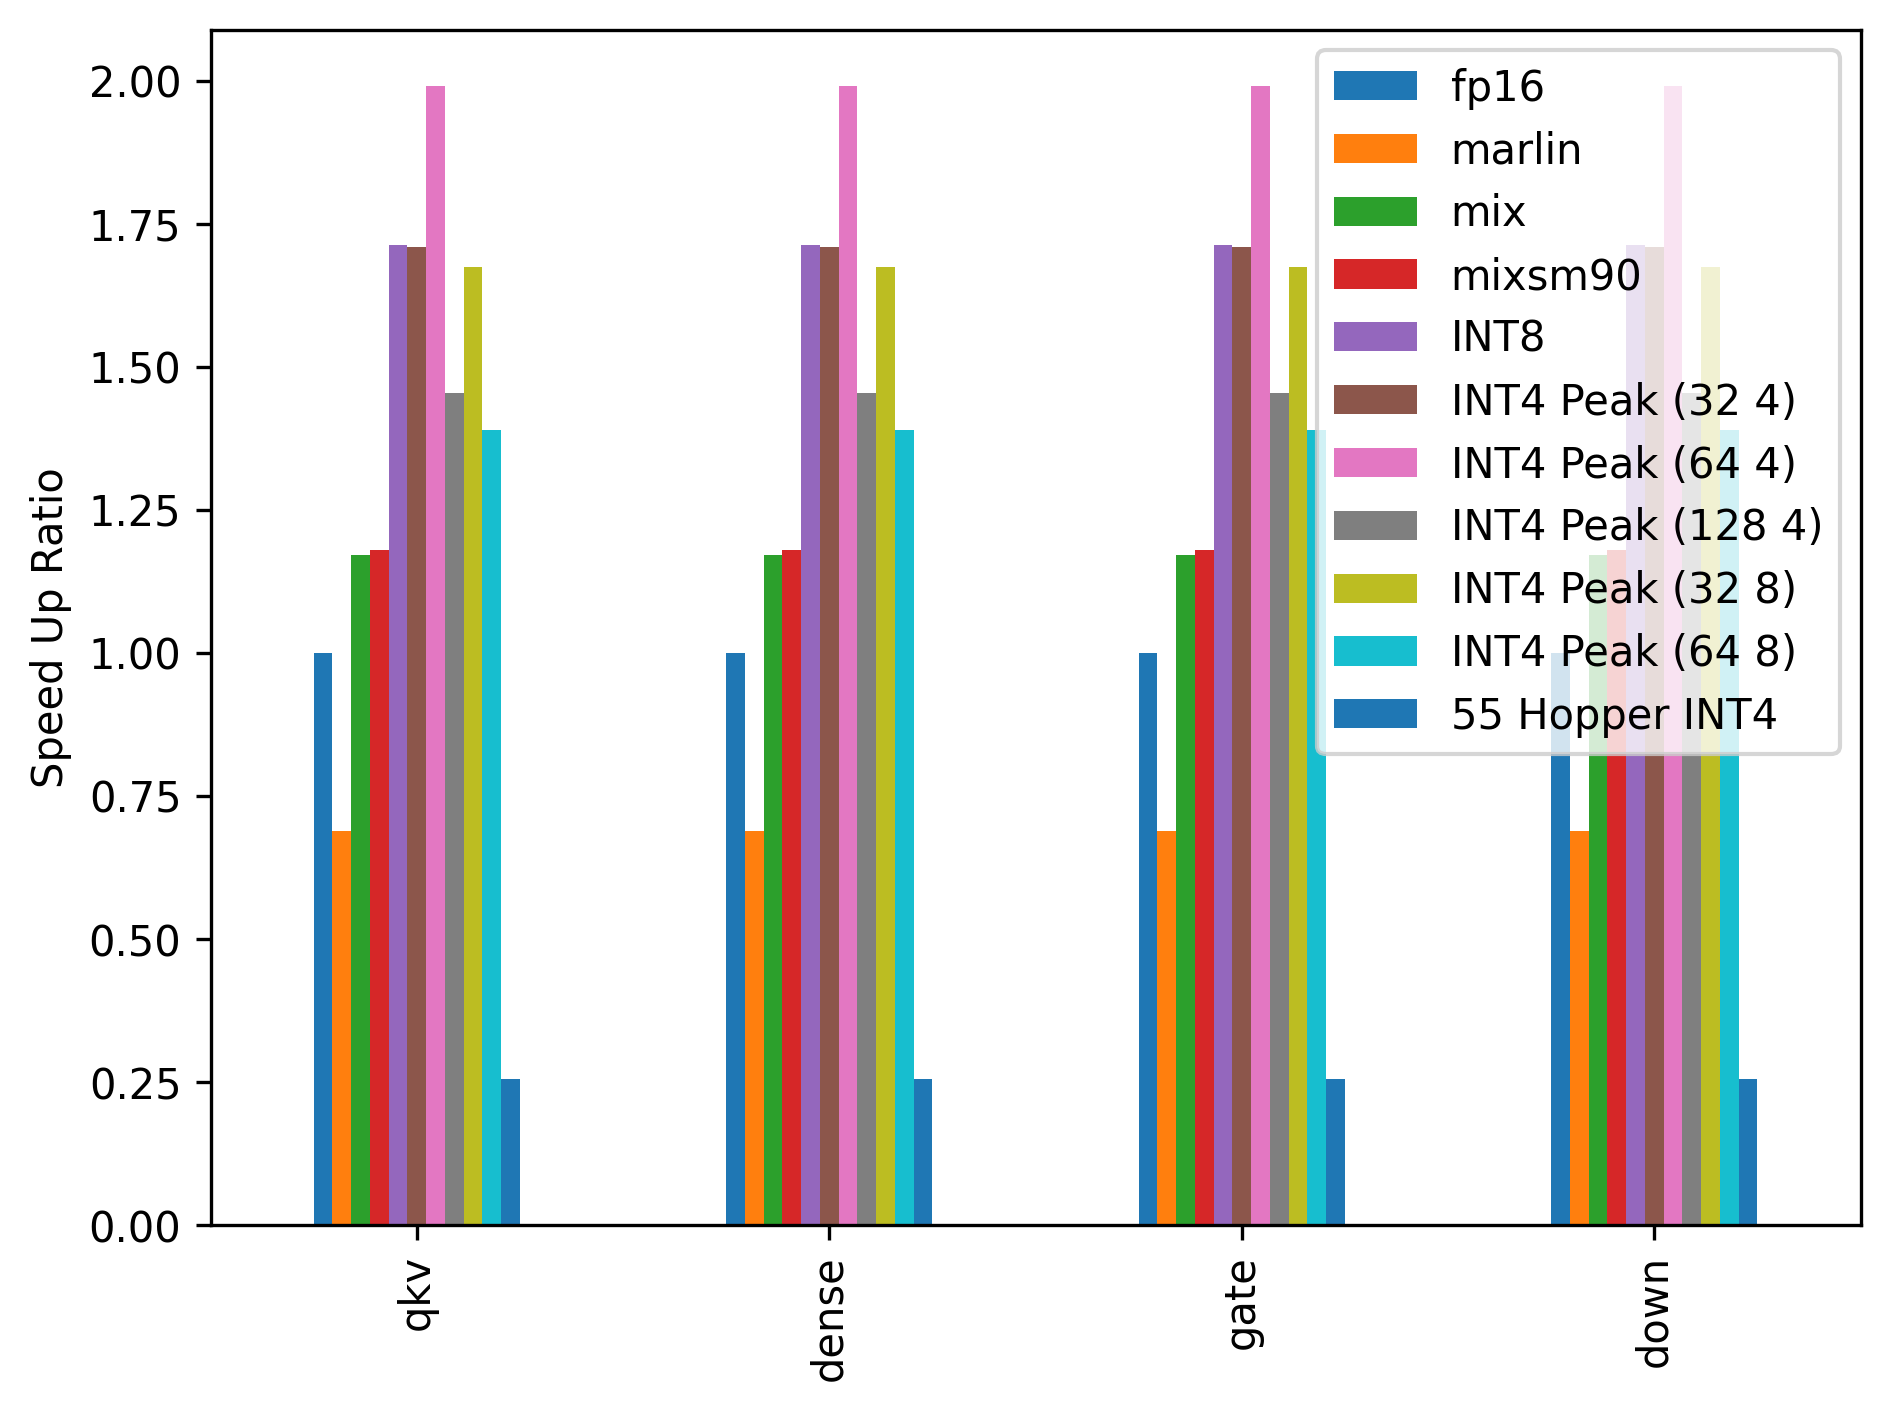 Speed Up Ratio
2.00
1.75
1.50
1.25
1.00
0.75
0.50
0.25
0.00
qkv
dense
gate
down
fp16
marlin
mix
mixsm90
INT8
INT4 Peak (32 4)
INT4 Peak (64 4)
INT4 Peak (128 4)
INT4 Peak (32 8)
INT4 Peak (64 8)
55 Hopper INT4